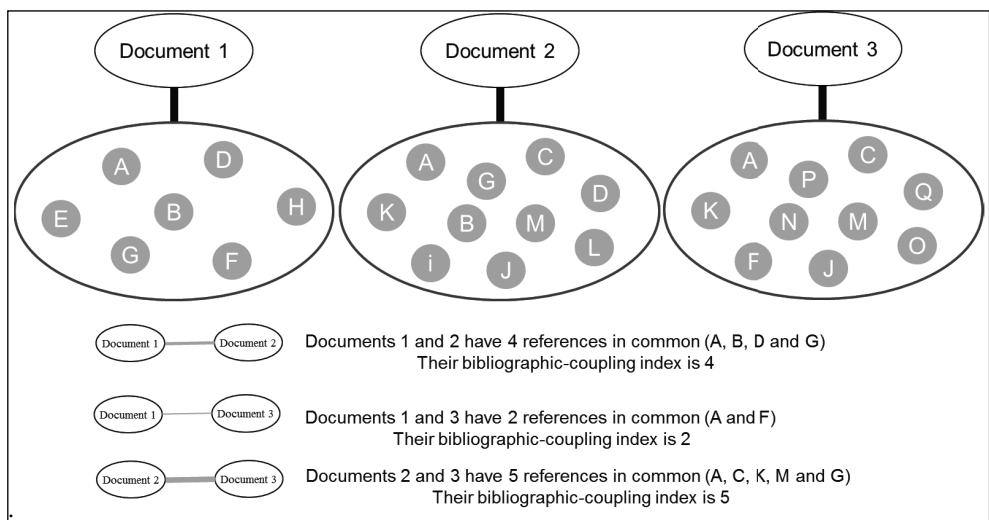 Document 1
Document 2
Document 3
A
D
E
B
H
G
F
A
C
G
D
K
B
M
L
i
J
A
C
P
Q
K
N
M
O
F
J
Document 1
Document 2
Documents 1 and 2 have 4 references in common (A, B, D and G)
Their bibliographic-coupling index is 4
Document 1
Document 3
Documents 1 and 3 have 2 references in common (A and F)
Their bibliographic-coupling index is 2
Document 2
Document 3
Documents 2 and 3 have 5 references in common (A, C, K, M and G)
Their bibliographic-coupling index is 5